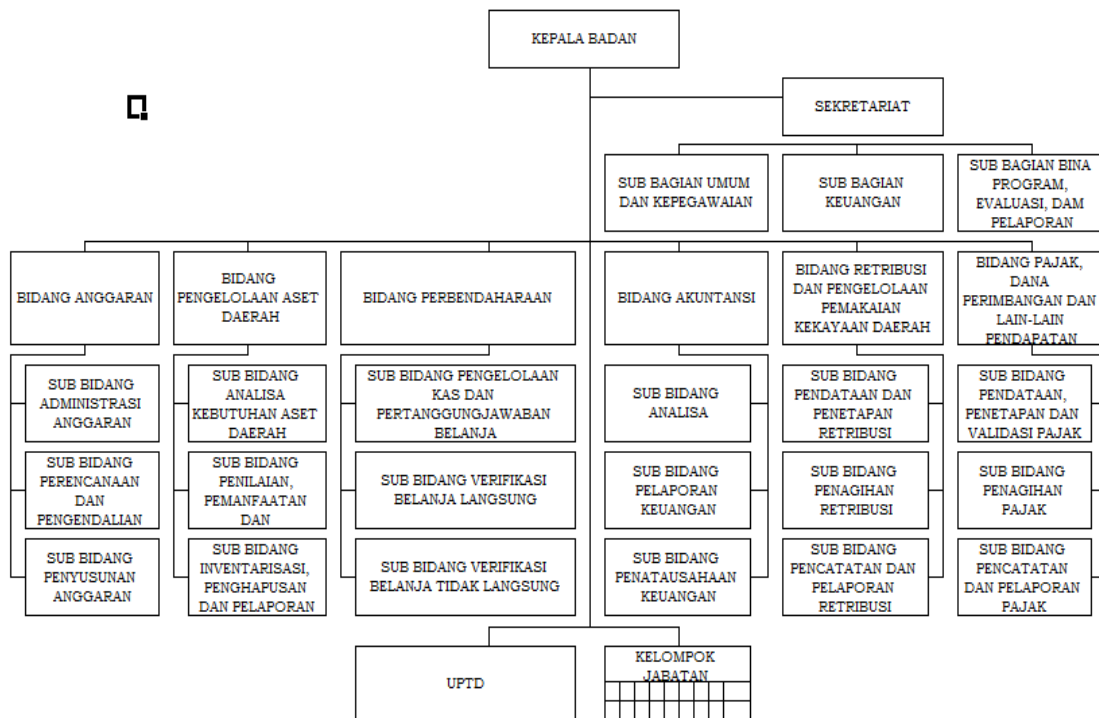 KEPALA BADAN
SEKRETARIAT
SUB BAGIAN UMUM
DAN KEPEGAWAIAN
SUB BAGIAN
KEUANGAN
SUB BAGIAN BINA
PROGRAM,
EVALUASI, DAM
PELAPORAN
BIDANG ANGGARAN
BIDANG
PENGELOLAAN ASET
DAERAH
BIDANG PERBENDAHARAAN
BIDANG AKUNTANSI
BIDANG RETRIBUSI
DAN PENGELOLAAN
PEMAKAIAN
KEKAYAAN DAERAH
BIDANG PAJAK,
DANA
PERIMBANGAN DAN
LAIN-LAIN
PENDAPATAN
SUB BIDANG
ADMINISTRASI
ANGGARAN
SUB BIDANG
ANALISA
KEBUTUHAN ASET
DAERAH
SUB BIDANG PENGELOLAAN
KAS DAN
PERTANGGUNGJAWABAN
BELANJA
SUB BIDANG
ANALISA
SUB BIDANG
PENDATAAN DAN
PENETAPAN
RETRIBUSI
SUB BIDANG
PENDATAAN,
PENETAPAN DAN
VALIDASI PAJAK
SUB BIDANG
PERENCANAAN
DAN
PENGENDALIAN
SUB BIDANG
PENILAIAN,
PEMANFAATAN
DAN
SUB BIDANG VERIFIKASI
BELANJA LANGSUNG
SUB BIDANG
PELAPORAN
KEUANGAN
SUB BIDANG
PENAGIHAN
RETRIBUSI
SUB BIDANG
PENAGIHAN
PAJAK
SUB BIDANG
PENYUSUNAN
ANGGARAN
SUB BIDANG
INVENTARISASI,
PENGHAPUSAN
DAN PELAPORAN
SUB BIDANG VERIFIKASI
BELANJA TIDAK LANGSUNG
SUB BIDANG
PENATAUSAHAAN
KEUANGAN
SUB BIDANG
PENCATATAN DAN
PELAPORAN
RETRIBUSI
SUB BIDANG
PENCATATAN
DAN PELAPORAN
PAJAK
UPTD
KELOMPOK
JABATAN